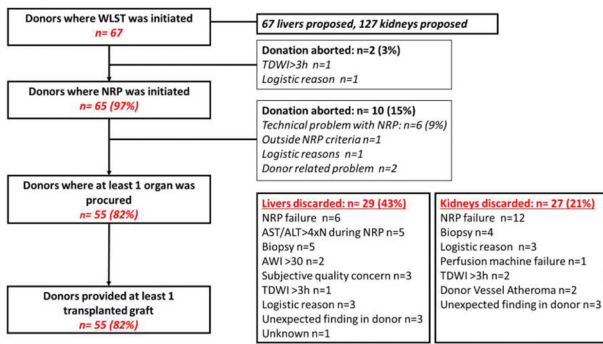 Donors where WLST was initiated
n= 67
67 livers proposed, 127 kidneys proposed
Donation aborted: n=2 (3%)
TDWI>3h n=1
Logistic reason n=1
Donors where NRP was initiated
n= 65 (97%)
Donation aborted: n= 10 (15%)
Technical problem with NRP: n=6 (9%)
Outside NRP criteria n=1
Logistic reasons n=1
Donor related problem n=2
Donors where at least 1 organ was
procured
n= 55 (82%)
Livers discarded: n= 29 (43%)
NRP failure n=6
AST/ALT>4xN during NRP n=5
Biopsy n=5
AWI >30 n=2
Subjective quality concern n=3
TDWI>3h n=1
Logistic reason n=3
Unexpected finding in donor n=3
Unknown n=1
Kidneys discarded: n= 27 (21%)
NRP failure n=12
Biopsy n=4
Logistic reason n=3
Perfusion machine failure n=1
TDWI >3h n=2
Donor Vessel Atheroma n=2
Unexpected finding in donor n=3
Donors provided at least 1
transplanted graft
n= 55 (82%)